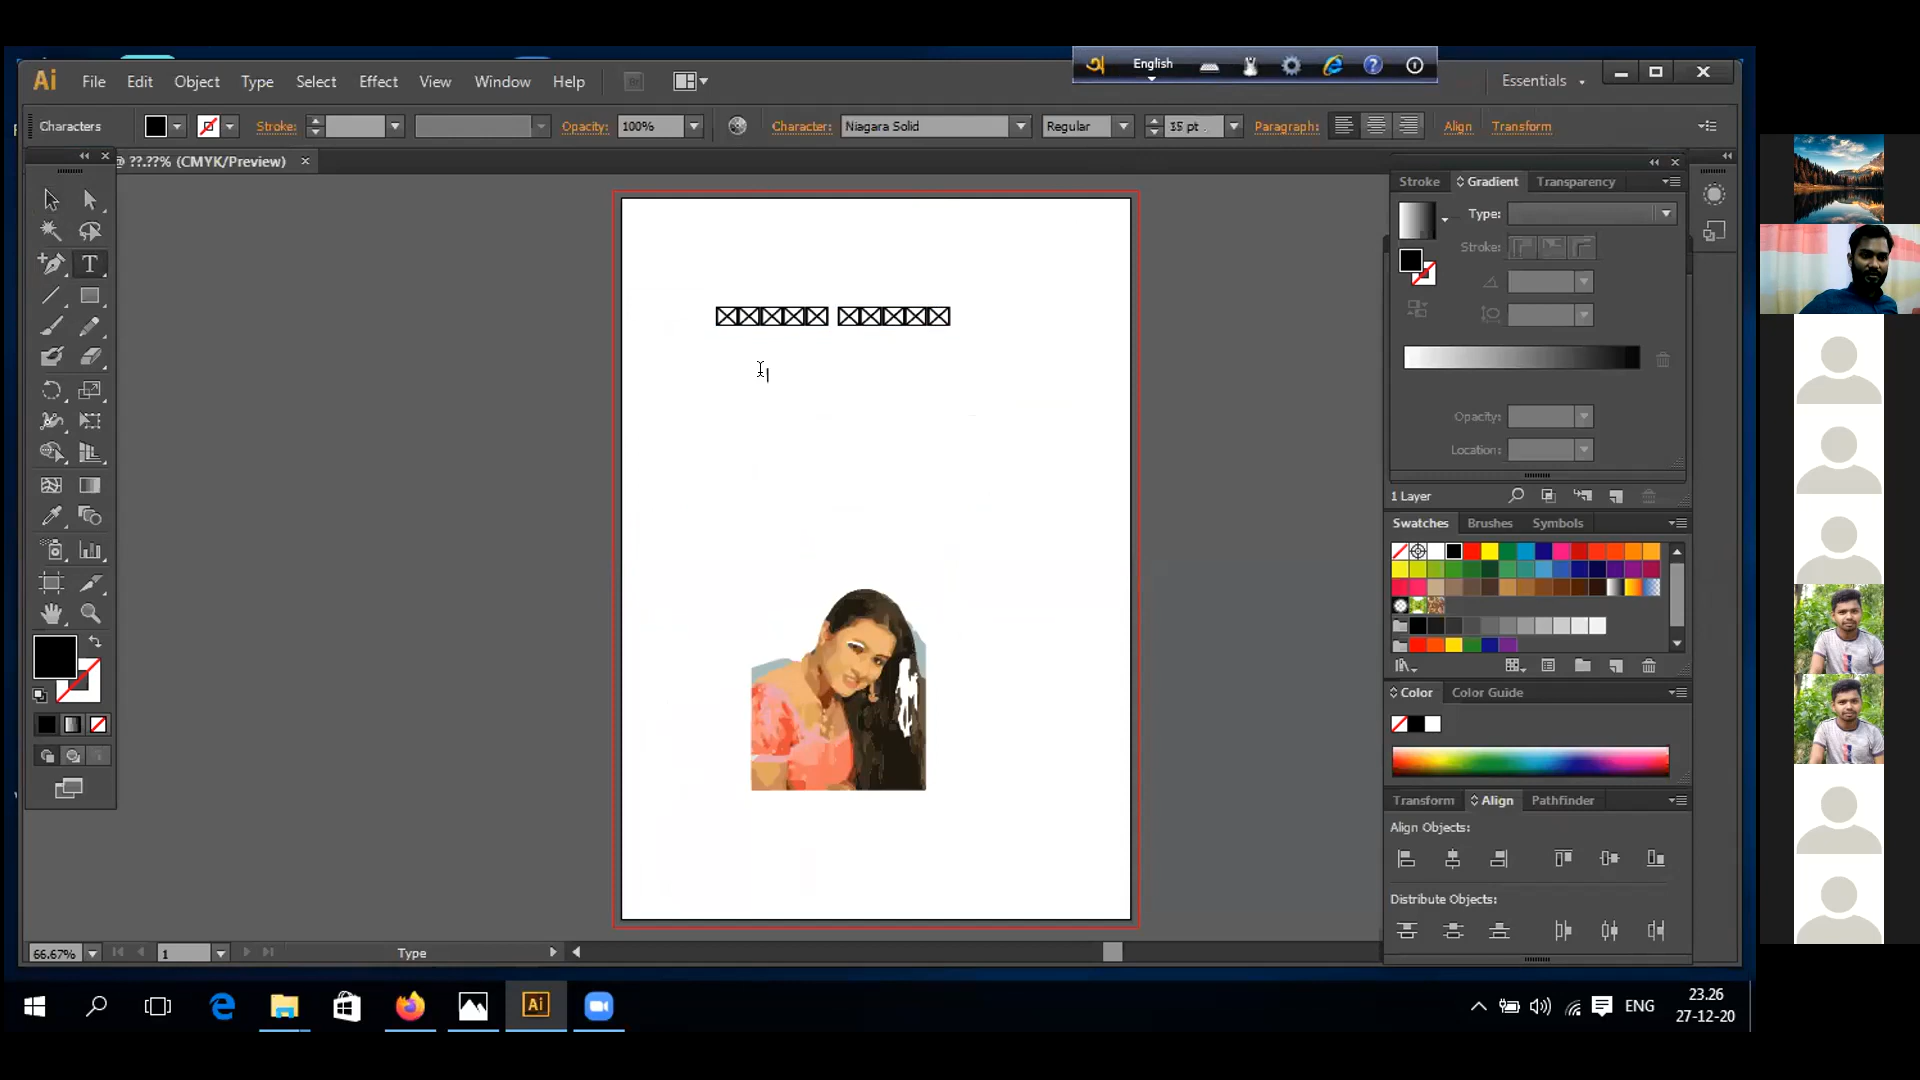 English
Ai File Edit Object Type Select Effect View Window Help Essentials
Characters Stroke: Opacity: 100% Character: Niagara Solid Regular 35 pt Paragraph: Align Transform
@ ??.??% (CMYK/Preview)
Stroke Gradient Transparency
Type:
Stroke:
Opacity:
Location:
1 Layer
Swatches Brushes Symbols
Color Color Guide
Transform Align Pathfinder
Align Objects:
Distribute Objects:
66.67% 1 Type
Ai ENG
23.26
27-12-20